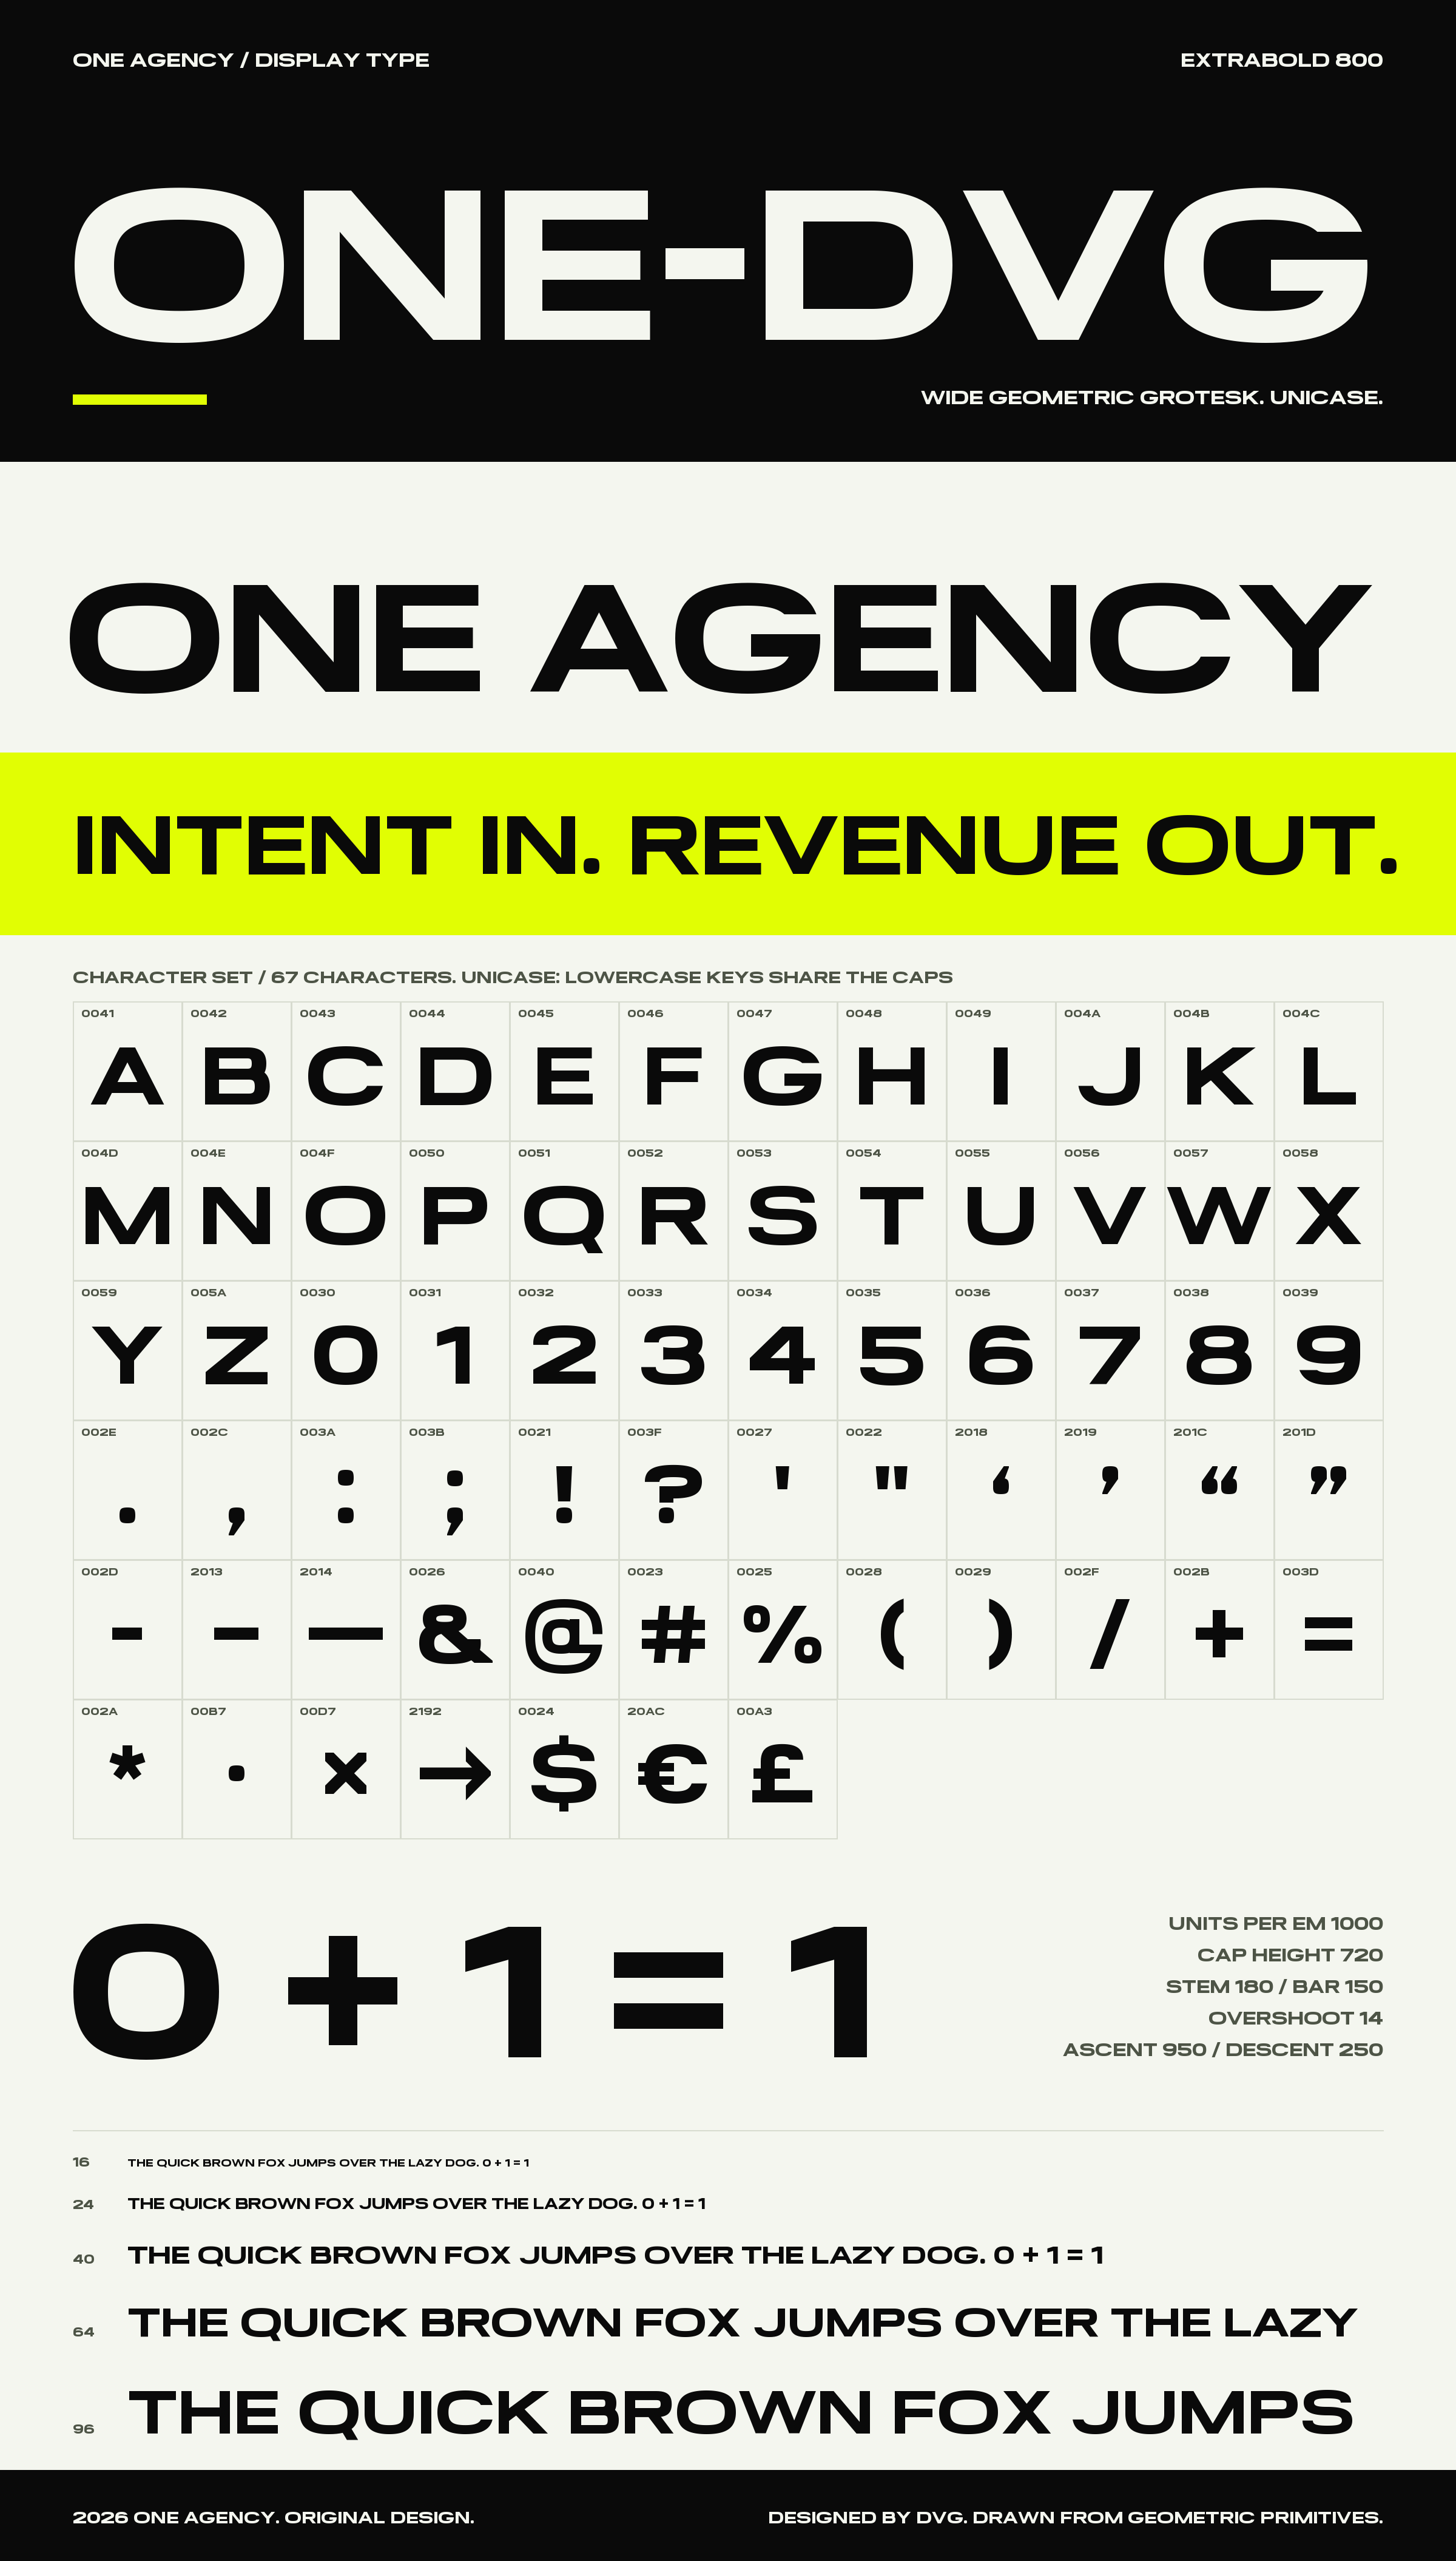 ONE AGENCY / DISPLAY TYPE
EXTRABOLD 800
ONE-DVG
WIDE GEOMETRIC GROTESK. UNICASE.
ONE AGENCY
INTENT IN. REVENUE OUT.
CHARACTER SET / 67 CHARACTERS. UNICASE: LOWERCASE KEYS SHARE THE CAPS
0041 0042 0043 0044 0045 0046 0047 0048 0049 004A 004B 004C
A B C D E F G H I J K L
004D 004E 004F 0050 0051 0052 0053 0054 0055 0056 0057 0058
M N O P Q R S T U V W X
0059 005A 0030 0031 0032 0033 0034 0035 0036 0037 0038 0039
Y Z 0 1 2 3 4 5 6 7 8 9
002E 002C 003A 003B 0021 003F 0027 0022 2018 2019 201C 201D
. , : ; ! ? ' " ‘ ’ “ ”
002D 2013 2014 0026 0040 0023 0025 0028 0029 002F 002B 003D
- – — & @ # % ( ) / + =
002A 00B7 00D7 2192 0024 20AC 00A3
* · × → $ € £
0 + 1 = 1
UNITS PER EM 1000
CAP HEIGHT 720
STEM 180 / BAR 150
OVERSHOOT 14
ASCENT 950 / DESCENT 250
16 THE QUICK BROWN FOX JUMPS OVER THE LAZY DOG. 0 + 1 = 1
24 THE QUICK BROWN FOX JUMPS OVER THE LAZY DOG. 0 + 1 = 1
40 THE QUICK BROWN FOX JUMPS OVER THE LAZY DOG. 0 + 1 = 1
64 THE QUICK BROWN FOX JUMPS OVER THE LAZY
96 THE QUICK BROWN FOX JUMPS
2026 ONE AGENCY. ORIGINAL DESIGN.
DESIGNED BY DVG. DRAWN FROM GEOMETRIC PRIMITIVES.